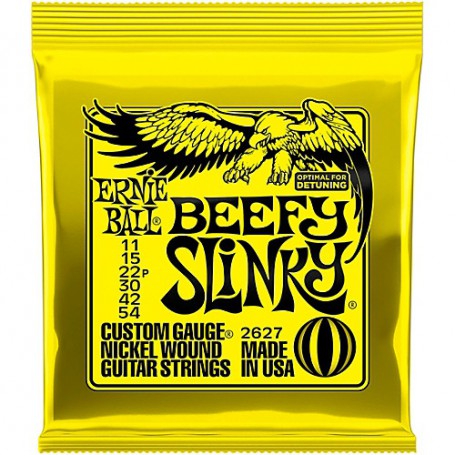 ERNIE
BALL®
OPTIMAL FOR
DETUNING
BEEFY
SLINKY®
11
15
22P
30
42
54
CUSTOM GAUGE®
NICKEL WOUND
GUITAR STRINGS
2627
MADE
IN USA